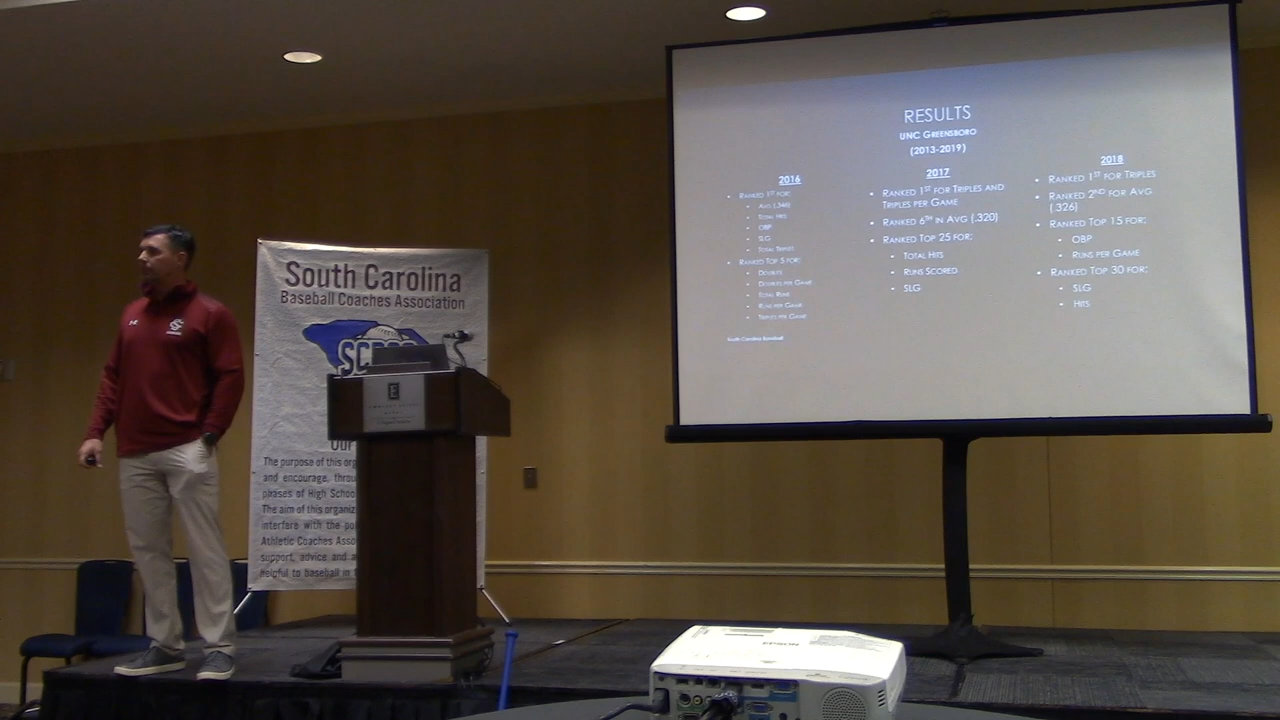 South Carolina
Baseball Coaches Association
Our
The purpose of this org
and encourage, throu
phases of High Schoo
The aim of this organiz
interfere with the po
Athletic Coaches Asso
support, advice and a
helpful to baseball in
E
RESULTS
UNC GREENSBORO
(2013-2019)
2016
• RANKED 1ST FOR:
• AVG (.346)
• TOTAL HITS
• OBP
• SLG
• TOTAL TRIPLES
• RANKED TOP 5 FOR:
• DOUBLES
• DOUBLES PER GAME
• TOTAL RUNS
• RUNS PER GAME
• TRIPLES PER GAME
South Carolina Baseball
2017
• RANKED 1ST FOR TRIPLES AND
TRIPLES PER GAME
• RANKED 6TH IN AVG (.320)
• RANKED TOP 25 FOR:
• TOTAL HITS
• RUNS SCORED
• SLG
2018
• RANKED 1ST FOR TRIPLES
• RANKED 2ND FOR AVG
(.326)
• RANKED TOP 15 FOR:
• OBP
• RUNS PER GAME
• RANKED TOP 30 FOR:
• SLG
• HITS
EPSON